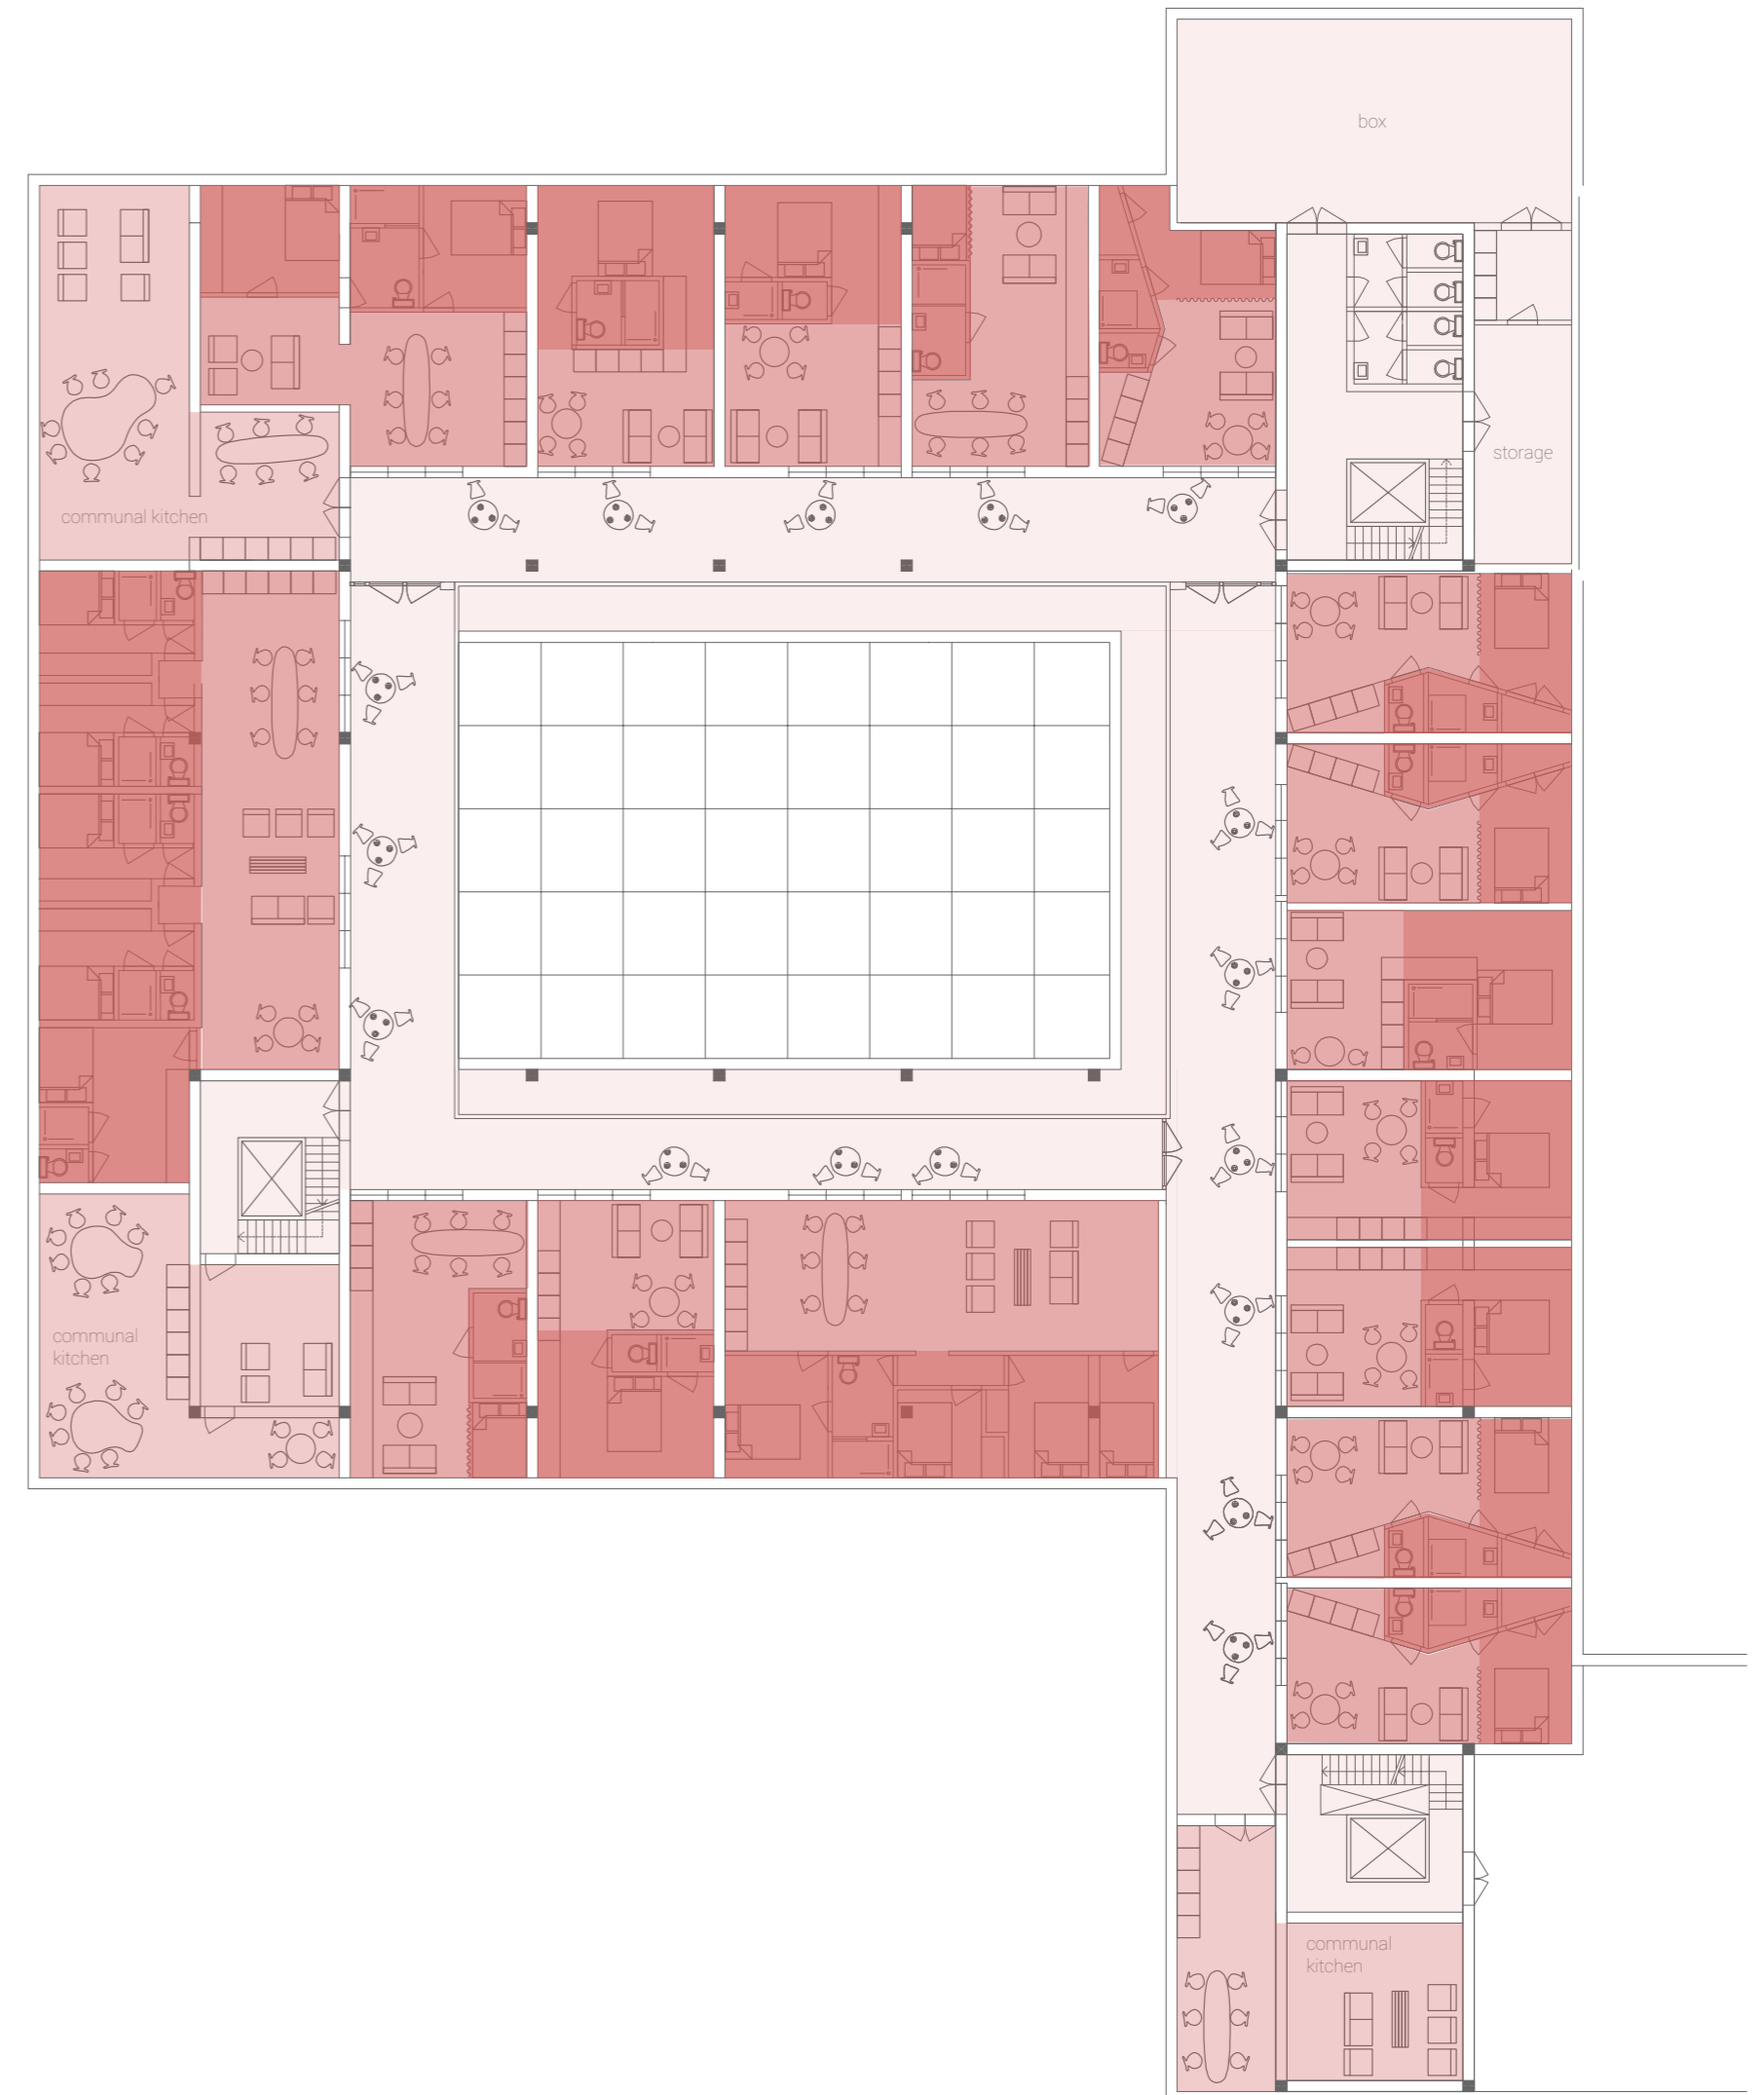 box
storage
communal kitchen
communal
kitchen
communal
kitchen